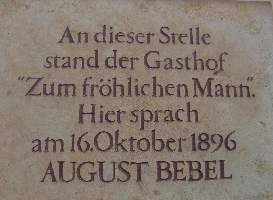 An dieser Stelle
stand der Gasthof
"Zum fröhlichen Mann".
Hier sprach
am 16.Oktober 1896
AUGUST BEBEL